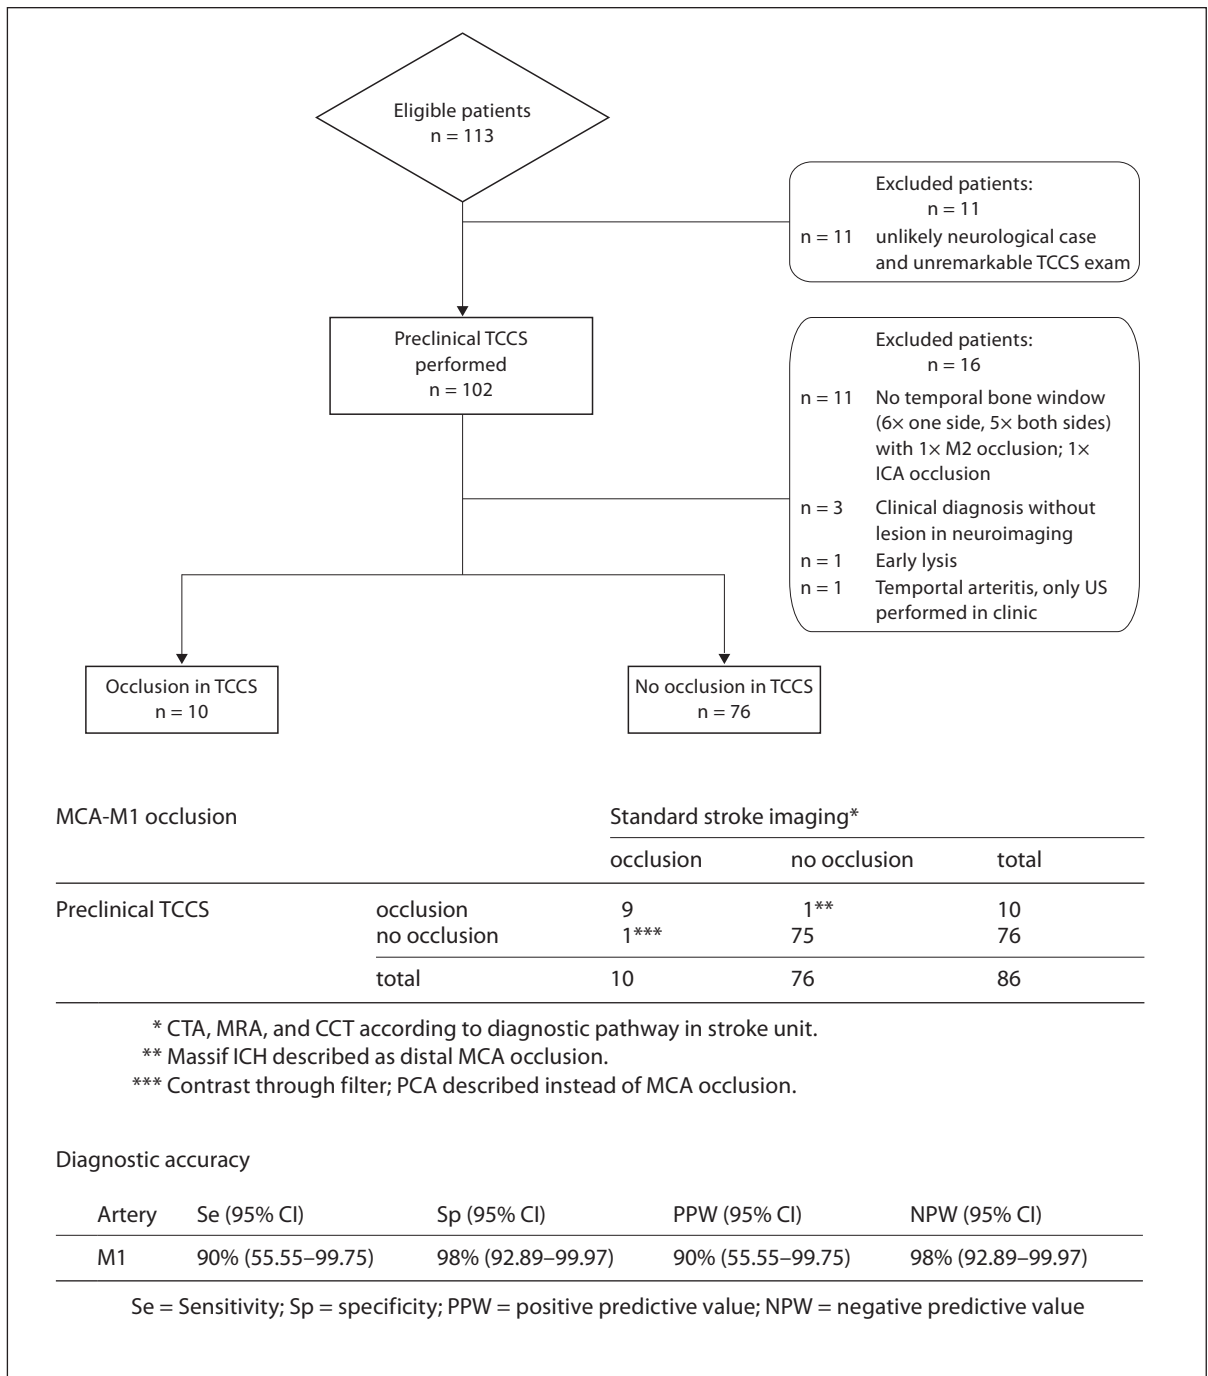 Eligible patients
n = 113
Excluded patients:
n = 11
n = 11 unlikely neurological case
and unremarkable TCCS exam
Preclinical TCCS
performed
n = 102
Excluded patients:
n = 16
n = 11 No temporal bone window
(6× one side, 5× both sides)
with 1× M2 occlusion; 1×
ICA occlusion
n = 3 Clinical diagnosis without
lesion in neuroimaging
n = 1 Early lysis
n = 1 Temportal arteritis, only US
performed in clinic
Occlusion in TCCS
n = 10
No occlusion in TCCS
n = 76
MCA-M1 occlusion Standard stroke imaging*
occlusion no occlusion total
Preclinical TCCS occlusion 9 1** 10
no occlusion 1*** 75 76
total 10 76 86
* CTA, MRA, and CCT according to diagnostic pathway in stroke unit.
** Massif ICH described as distal MCA occlusion.
*** Contrast through filter; PCA described instead of MCA occlusion.
Diagnostic accuracy
Artery Se (95% CI) Sp (95% CI) PPW (95% CI) NPW (95% CI)
M1 90% (55.55–99.75) 98% (92.89–99.97) 90% (55.55–99.75) 98% (92.89–99.97)
Se = Sensitivity; Sp = specificity; PPW = positive predictive value; NPW = negative predictive value